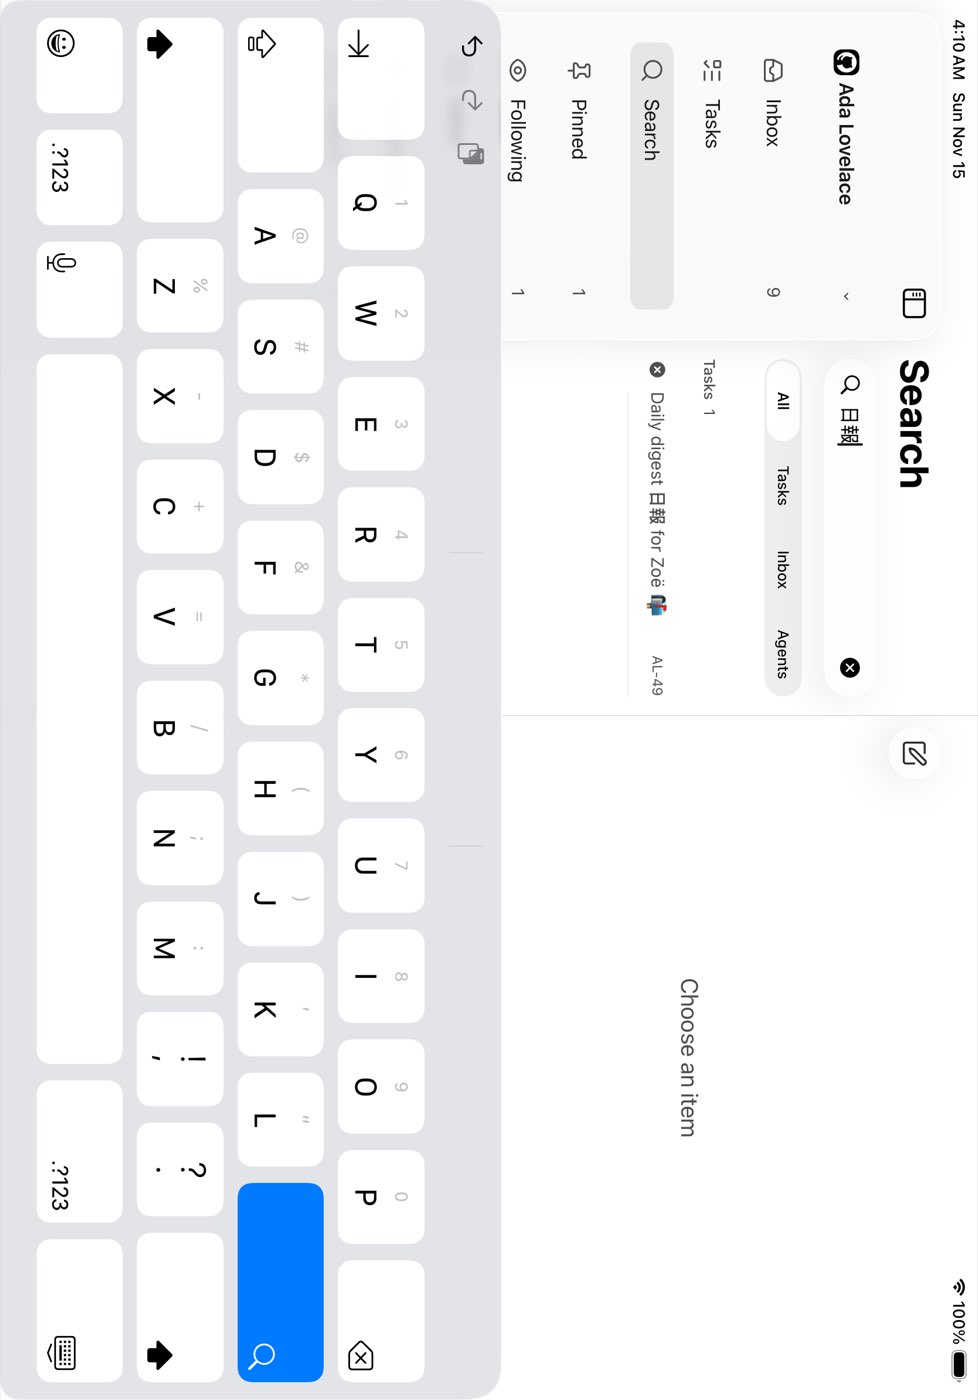 4:10 AM Sun Nov 15
100%
Ada Lovelace
Inbox 9
Tasks
Search
Pinned 1
Following 1
Search
日報
All Tasks Inbox Agents
Tasks 1
Daily digest 日報 for Zoë 📬 AL-49
Choose an item
1 2 3 4 5 6 7 8 9 0
Q W E R T Y U I O P
@ # $ & * ( ) ' "
A S D F G H J K L
% - + = / ; : ! ?
Z X C V B N M , .
.?123 .?123